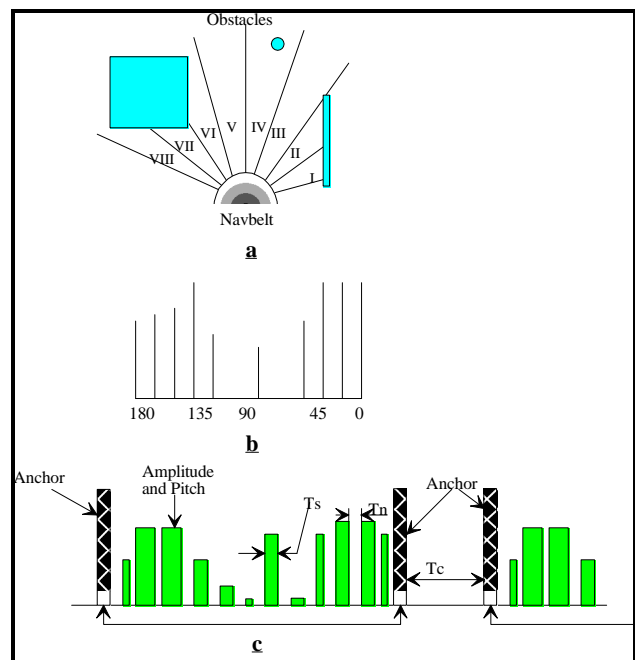 Obstacles
VIII
VII
VI
V
IV
III
II
I
Navbelt
a
180 135 90 45 0
b
Anchor
Amplitude
and Pitch
Ts
Tn
Anchor
Tc
c